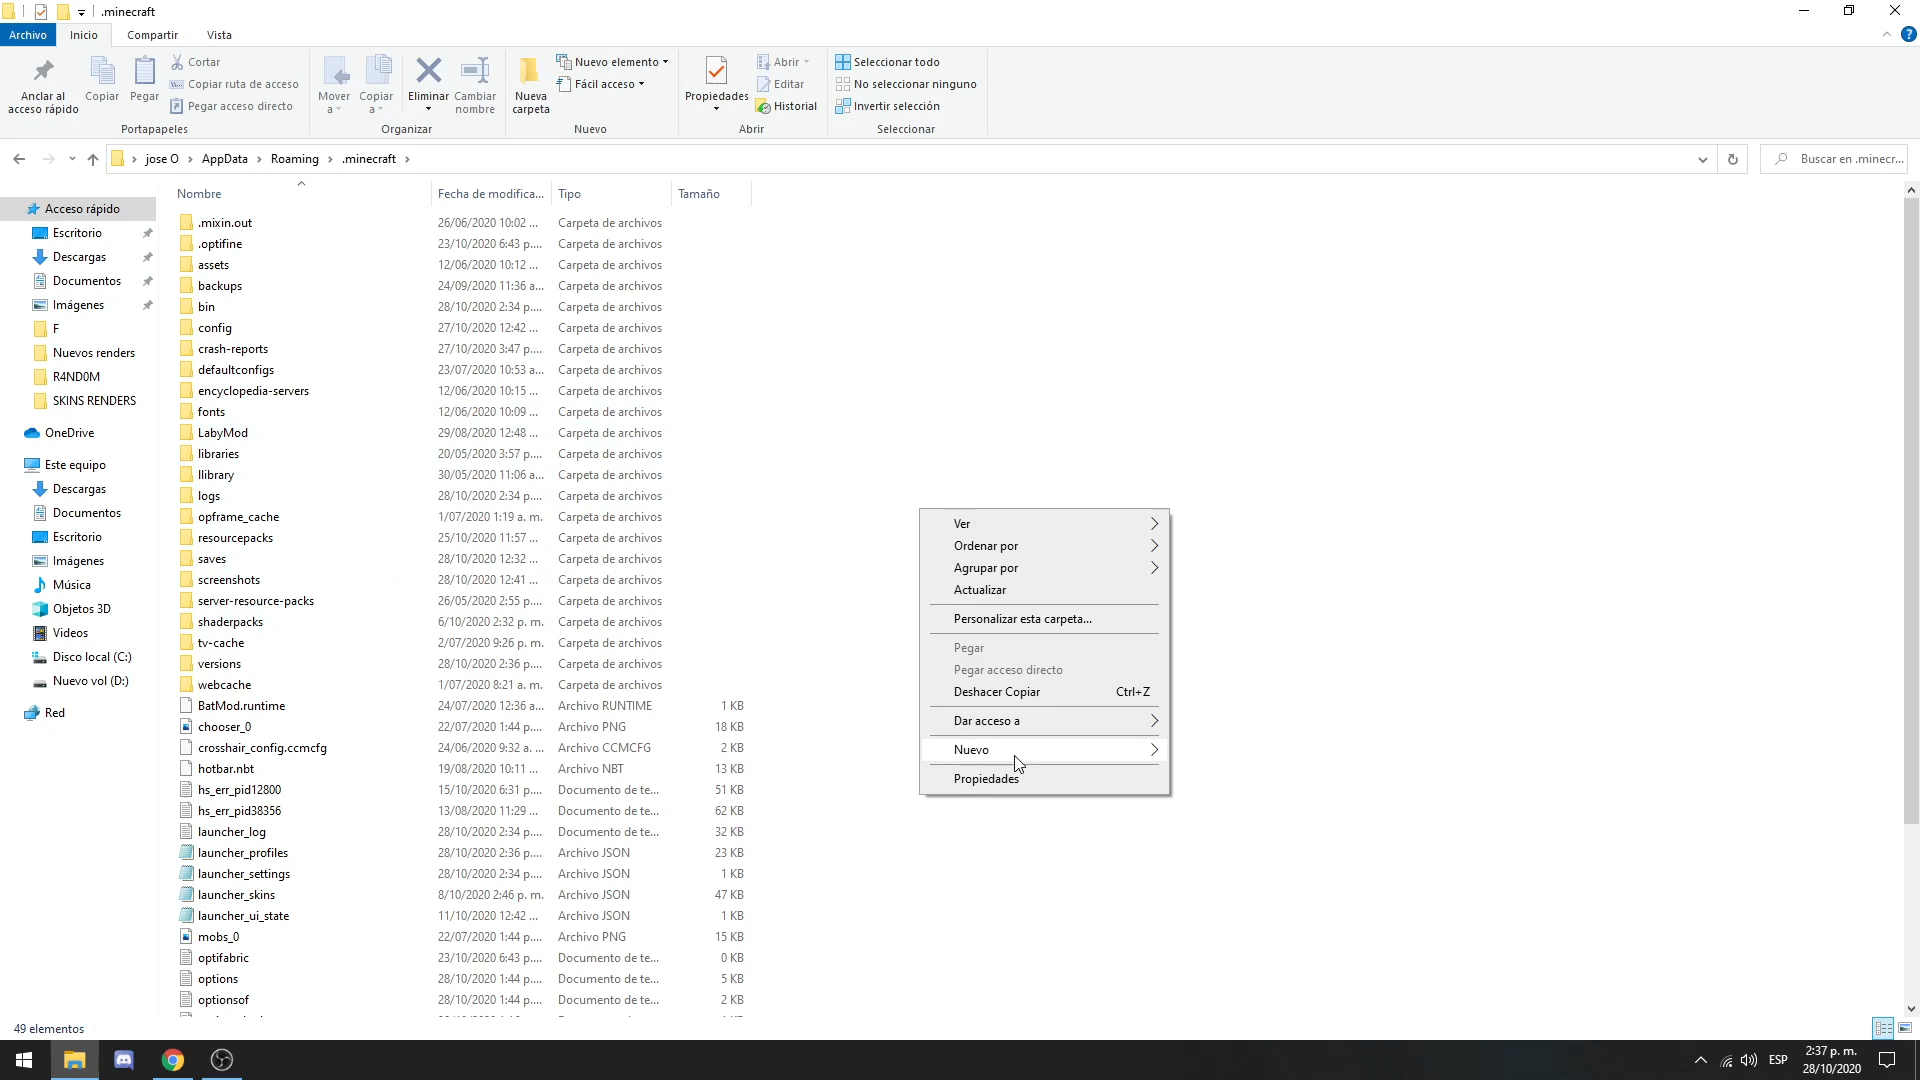 .minecraft
Archivo Inicio Compartir Vista
Anclar al acceso rápido
Copiar
Pegar
Cortar
Copiar ruta de acceso
Pegar acceso directo
Portapapeles
Mover a
Copiar a
Eliminar
Cambiar nombre
Organizar
Nueva carpeta
Nuevo elemento
Fácil acceso
Nuevo
Propiedades
Abrir
Editar
Historial
Abrir
Seleccionar todo
No seleccionar ninguno
Invertir selección
Seleccionar
jose O AppData Roaming .minecraft
Buscar en .minecr...
Acceso rápido
Escritorio
Descargas
Documentos
Imágenes
F
Nuevos renders
R4ND0M
SKINS RENDERS
OneDrive
Este equipo
Descargas
Documentos
Escritorio
Imágenes
Música
Objetos 3D
Videos
Disco local (C:)
Nuevo vol (D:)
Red
Nombre Fecha de modifica... Tipo Tamaño
.mixin.out 26/06/2020 10:02 ... Carpeta de archivos
.optifine 23/10/2020 6:43 p.... Carpeta de archivos
assets 12/06/2020 10:12 ... Carpeta de archivos
backups 24/09/2020 11:36 a... Carpeta de archivos
bin 28/10/2020 2:34 p.... Carpeta de archivos
config 27/10/2020 12:42 ... Carpeta de archivos
crash-reports 27/10/2020 3:47 p.... Carpeta de archivos
defaultconfigs 23/07/2020 10:53 a... Carpeta de archivos
encyclopedia-servers 12/06/2020 10:15 ... Carpeta de archivos
fonts 12/06/2020 10:09 ... Carpeta de archivos
LabyMod 29/08/2020 12:48 ... Carpeta de archivos
libraries 20/05/2020 3:57 p.... Carpeta de archivos
llibrary 30/05/2020 11:06 a... Carpeta de archivos
logs 28/10/2020 2:34 p.... Carpeta de archivos
opframe_cache 1/07/2020 1:19 a. m. Carpeta de archivos
resourcepacks 25/10/2020 11:57 ... Carpeta de archivos
saves 28/10/2020 12:32 ... Carpeta de archivos
screenshots 28/10/2020 12:41 ... Carpeta de archivos
server-resource-packs 26/05/2020 2:55 p.... Carpeta de archivos
shaderpacks 6/10/2020 2:32 p. m. Carpeta de archivos
tv-cache 2/07/2020 9:26 p. m. Carpeta de archivos
versions 28/10/2020 2:36 p.... Carpeta de archivos
webcache 1/07/2020 8:21 a. m. Carpeta de archivos
BatMod.runtime 24/07/2020 12:36 a... Archivo RUNTIME 1 KB
chooser_0 22/07/2020 1:44 p.... Archivo PNG 18 KB
crosshair_config.ccmcfg 24/06/2020 9:32 a. ... Archivo CCMCFG 2 KB
hotbar.nbt 19/08/2020 10:11 ... Archivo NBT 13 KB
hs_err_pid12800 15/10/2020 6:31 p.... Documento de te... 51 KB
hs_err_pid38356 13/08/2020 11:29 ... Documento de te... 62 KB
launcher_log 28/10/2020 2:34 p.... Documento de te... 32 KB
launcher_profiles 28/10/2020 2:36 p.... Archivo JSON 23 KB
launcher_settings 28/10/2020 2:34 p.... Archivo JSON 1 KB
launcher_skins 8/10/2020 2:46 p. m. Archivo JSON 47 KB
launcher_ui_state 11/10/2020 12:42 ... Archivo JSON 1 KB
mobs_0 22/07/2020 1:44 p.... Archivo PNG 15 KB
optifabric 23/10/2020 6:43 p.... Documento de te... 0 KB
options 28/10/2020 1:44 p.... Documento de te... 5 KB
optionsof 28/10/2020 1:44 p.... Documento de te... 2 KB
Ver
Ordenar por
Agrupar por
Actualizar
Personalizar esta carpeta...
Pegar
Pegar acceso directo
Deshacer Copiar Ctrl+Z
Dar acceso a
Nuevo
Propiedades
49 elementos
ESP
2:37 p. m.
28/10/2020